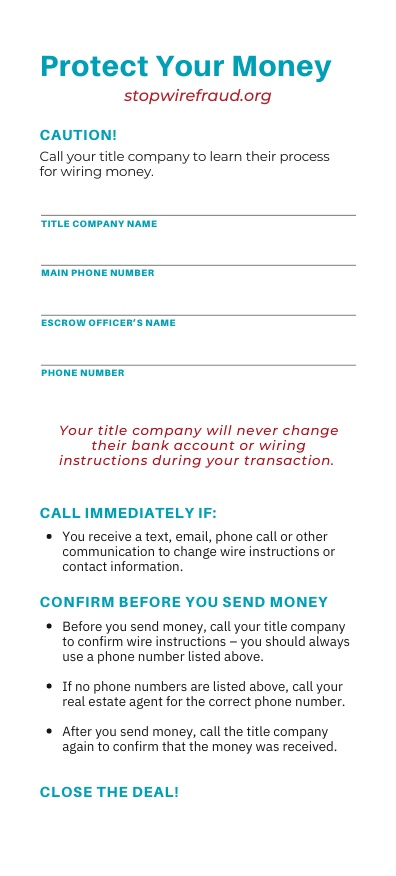 Protect Your Money
stopwirefraud.org
CAUTION!
Call your title company to learn their process
for wiring money.
TITLE COMPANY NAME
MAIN PHONE NUMBER
ESCROW OFFICER'S NAME
PHONE NUMBER
Your title company will never change
their bank account or wiring
instructions during your transaction.
CALL IMMEDIATELY IF:
• You receive a text, email, phone call or other
communication to change wire instructions or
contact information.
CONFIRM BEFORE YOU SEND MONEY
• Before you send money, call your title company
to confirm wire instructions – you should always
use a phone number listed above.
• If no phone numbers are listed above, call your
real estate agent for the correct phone number.
• After you send money, call the title company
again to confirm that the money was received.
CLOSE THE DEAL!